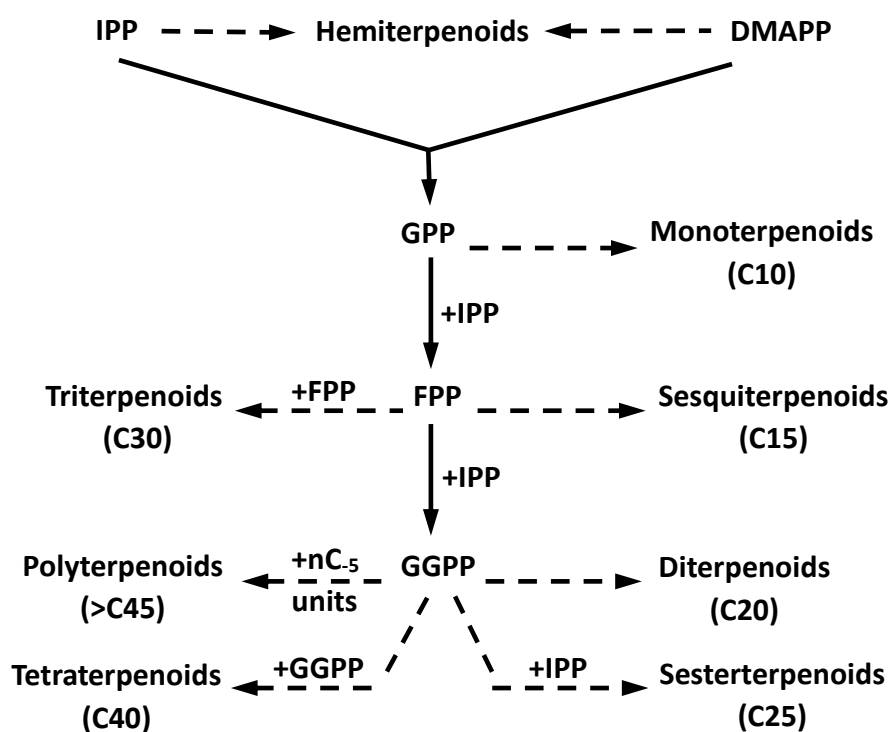 IPP
Hemiterpenoids
DMAPP
GPP
Monoterpenoids
(C10)
+IPP
Triterpenoids
(C30)
+FPP
FPP
Sesquiterpenoids
(C15)
+IPP
Polyterpenoids
(>C45)
+nC-5
units
GGPP
Diterpenoids
(C20)
Tetraterpenoids
(C40)
+GGPP
+IPP
Sesterterpenoids
(C25)